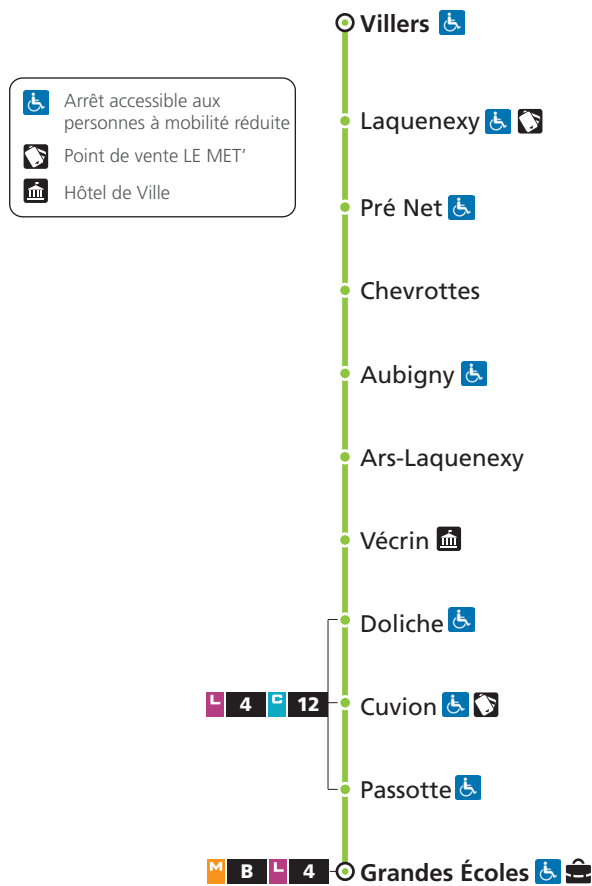 Villers
Arrêt accessible aux
personnes à mobilité réduite
Point de vente LE MET’
Hôtel de Ville
Laquenexy
Pré Net
Chevrottes
Aubigny
Ars-Laquenexy
Vécrin
Doliche
L 4 C 12 Cuvion
Passotte
M B L 4 Grandes Écoles